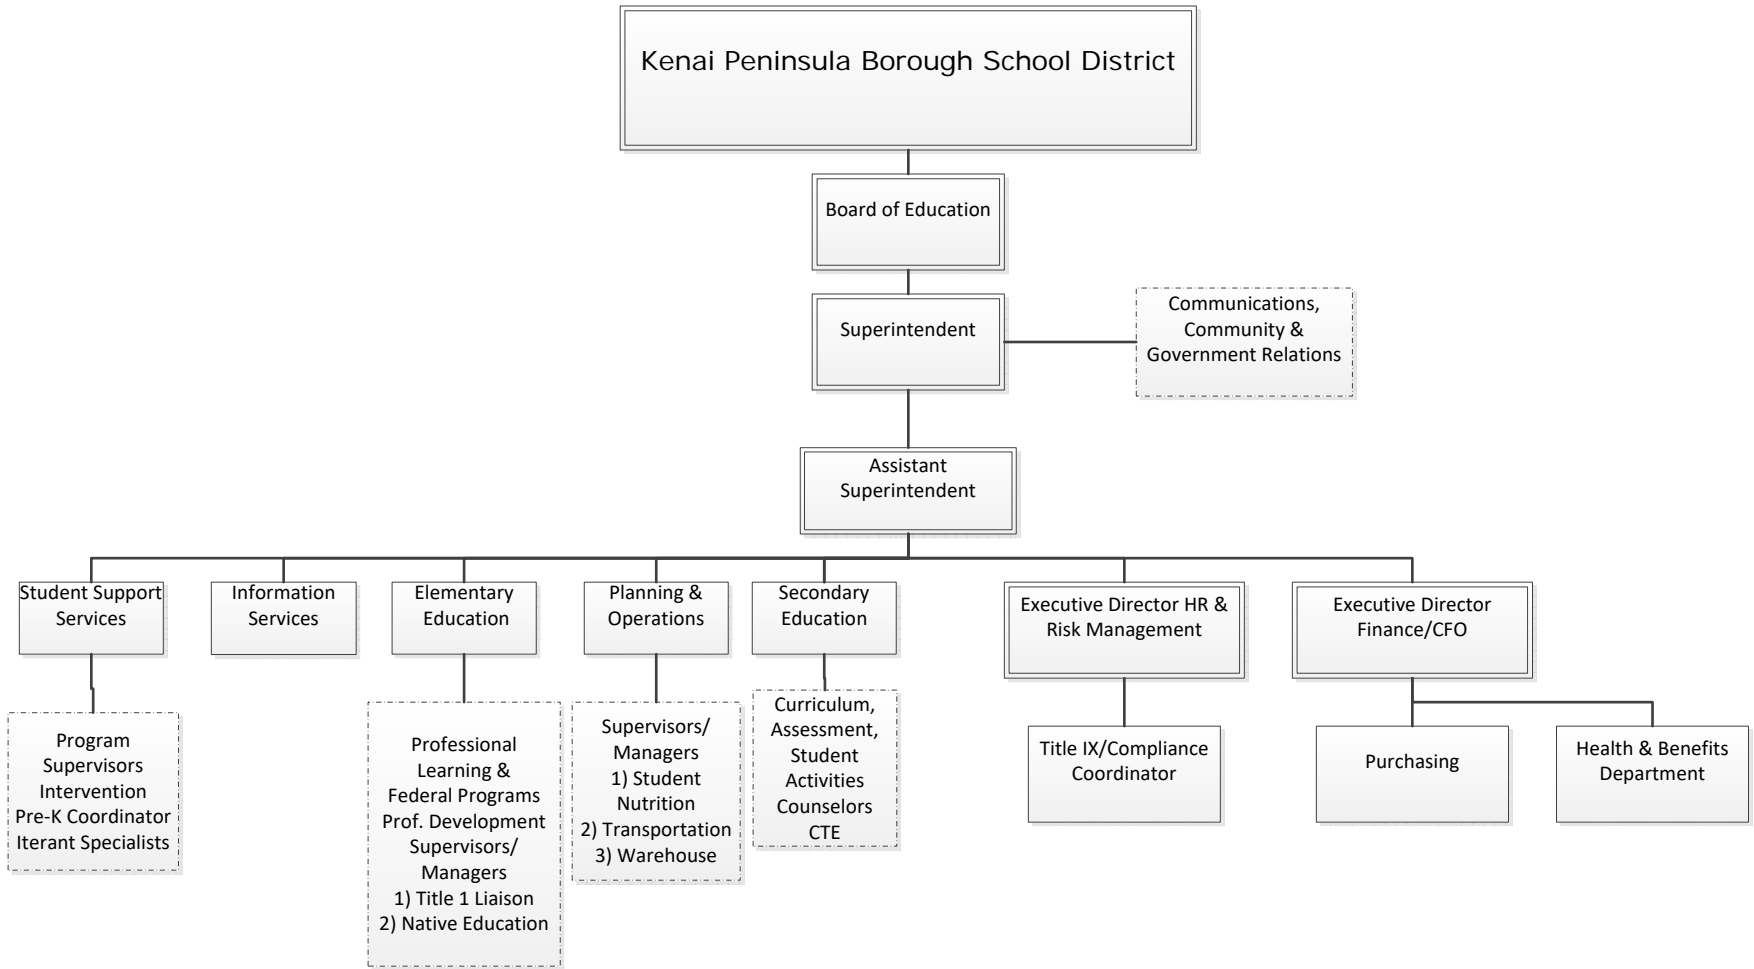 Kenai Peninsula Borough School District
Board of Education
Superintendent
Communications,
Community &
Government Relations
Assistant
Superintendent
Student Support
Services
Information
Services
Elementary
Education
Planning &
Operations
Secondary
Education
Executive Director HR &
Risk Management
Executive Director
Finance/CFO
Program
Supervisors
Intervention
Pre-K Coordinator
Iterant Specialists
Professional
Learning &
Federal Programs
Prof. Development
Supervisors/
Managers
1) Title 1 Liaison
2) Native Education
Supervisors/
Managers
1) Student
Nutrition
2) Transportation
3) Warehouse
Curriculum,
Assessment,
Student
Activities
Counselors
CTE
Title IX/Compliance
Coordinator
Purchasing
Health & Benefits
Department